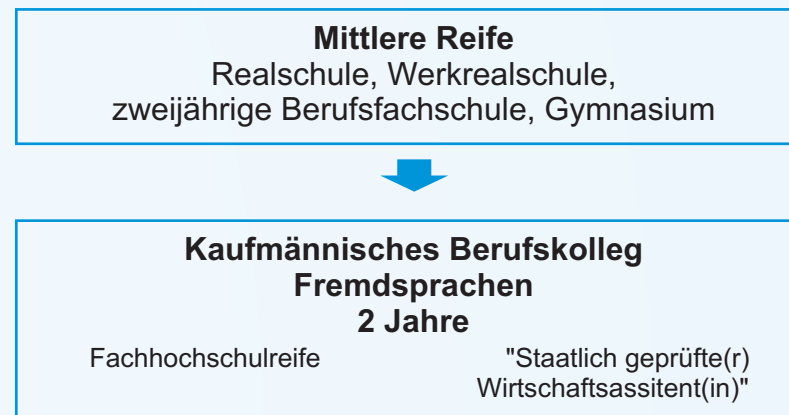 Mittlere Reife
Realschule, Werkrealschule,
zweijährige Berufsfachschule, Gymnasium
Kaufmännisches Berufskolleg
Fremdsprachen
2 Jahre
Fachhochschulreife "Staatlich geprüfte(r)
Wirtschaftsassitent(in)"